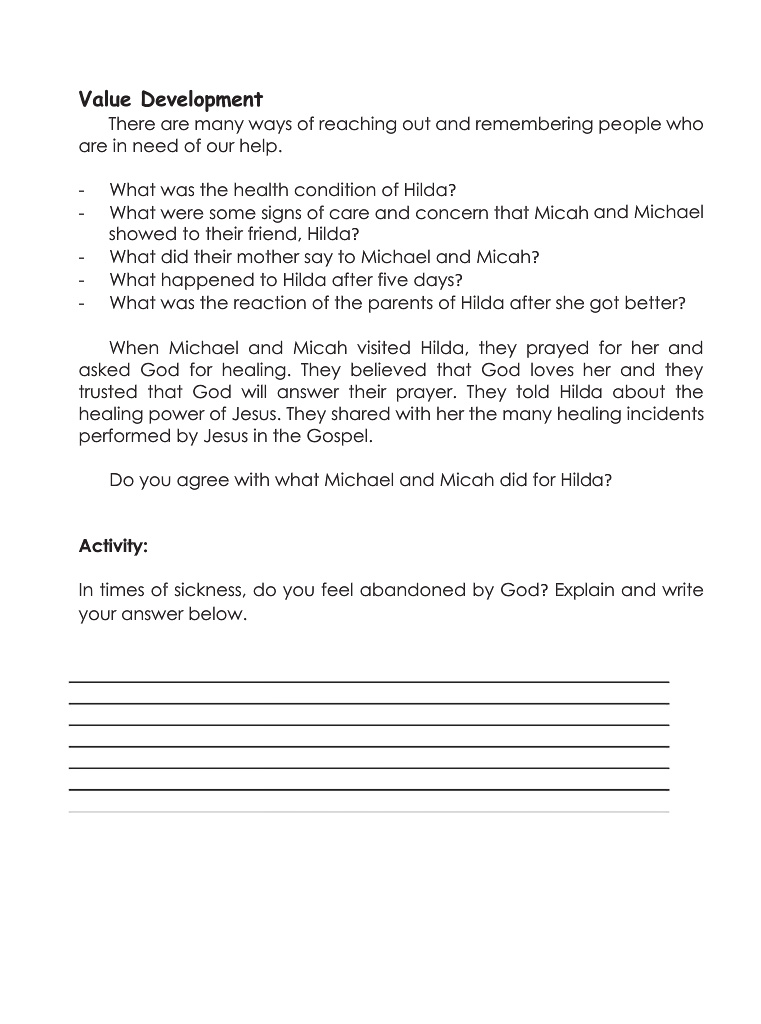 Value Development
There are many ways of reaching out and remembering people who
are in need of our help.
- What was the health condition of Hilda?
- What were some signs of care and concern that Micah and Michael
showed to their friend, Hilda?
- What did their mother say to Michael and Micah?
- What happened to Hilda after five days?
- What was the reaction of the parents of Hilda after she got better?
When Michael and Micah visited Hilda, they prayed for her and
asked God for healing. They believed that God loves her and they
trusted that God will answer their prayer. They told Hilda about the
healing power of Jesus. They shared with her the many healing incidents
performed by Jesus in the Gospel.
Do you agree with what Michael and Micah did for Hilda?
Activity:
In times of sickness, do you feel abandoned by God? Explain and write
your answer below.